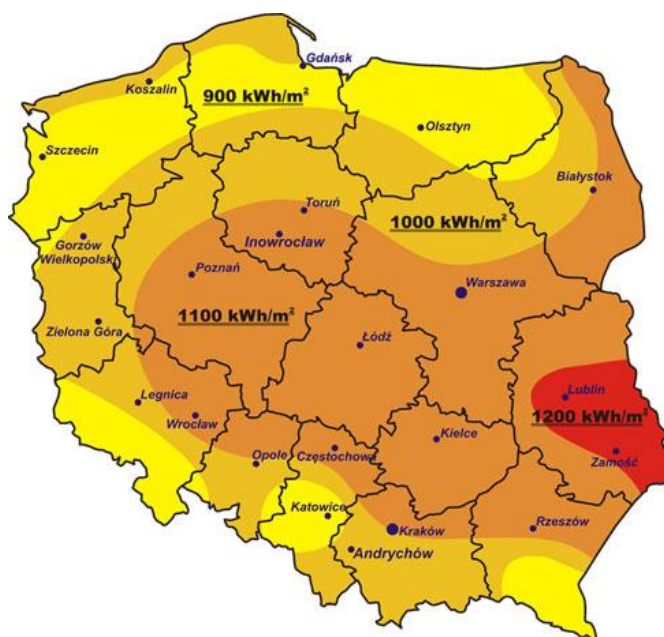 Gdańsk
Koszalin
900 kWh/m²
Olsztyn
Szczecin
Białystok
Toruń
1000 kWh/m²
Gorzów
Wielkopolski
Inowrocław
Poznań
Warszawa
1100 kWh/m²
Zielona Góra
Łódź
Legnica
Lublin
Wrocław
1200 kWh/m²
Kielce
Opole
Częstochowa
Zamość
Katowice
Kraków
Rzeszów
Andrychów